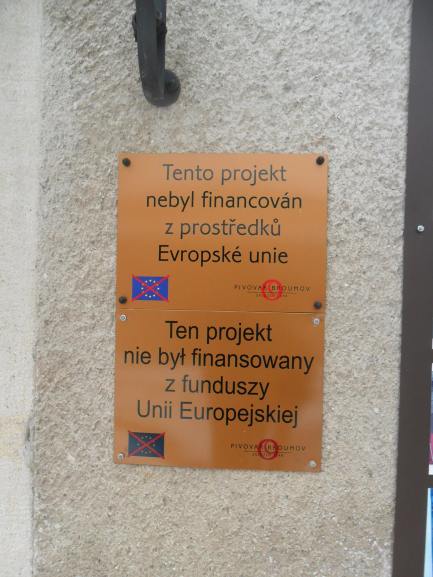 Tento projekt
nebyl financován
z prostředků
Evropské unie
PIVOVAR BROUMOV
Ten projekt
nie był finansowany
z funduszy
Unii Europejskiej
PIVOVAR BROUMOV